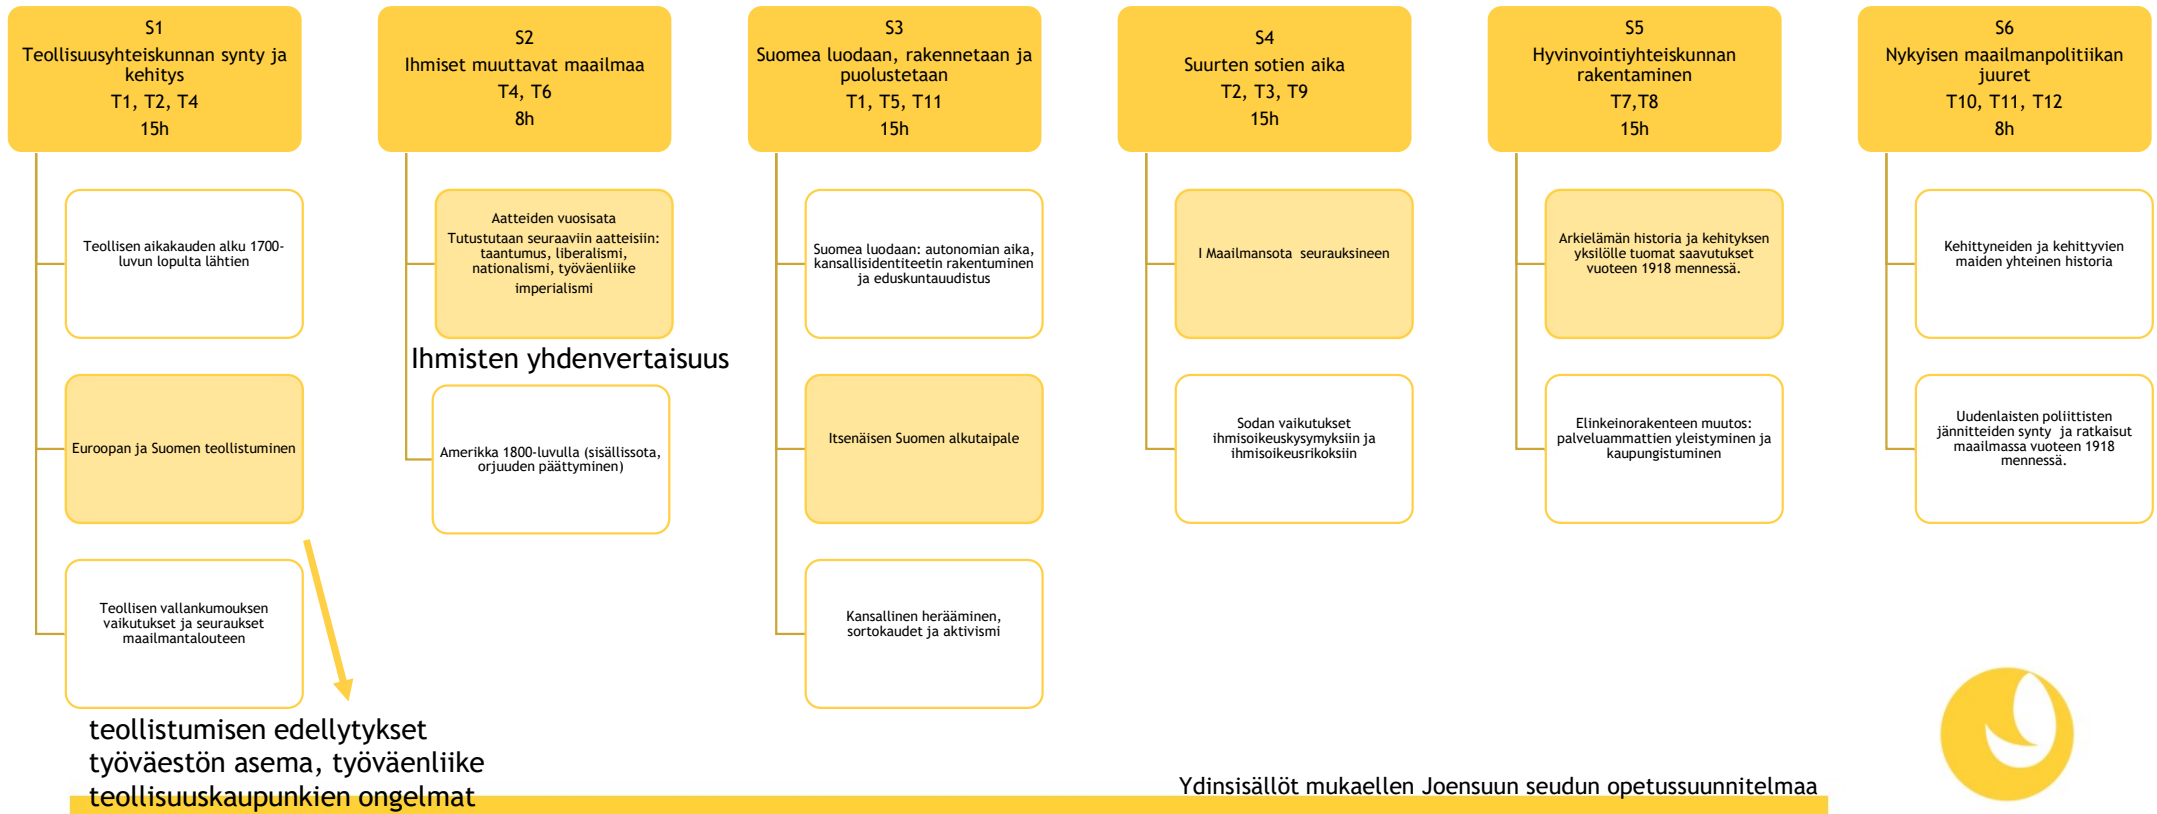 S1
Teollisuusyhteiskunnan synty ja
kehitys
T1, T2, T4
15h
Teollisen aikakauden alku 1700-
luvun lopulta lähtien
Euroopan ja Suomen teollistuminen
Teollisen vallankumouksen
vaikutukset ja seuraukset
maailmantalouteen
teollistumisen edellytykset
työväestön asema, työväenliike
teollisuuskaupunkien ongelmat
S2
Ihmiset muuttavat maailmaa
T4, T6
8h
Aatteiden vuosisata
Tutustutaan seuraaviin aatteisiin:
taantumus, liberalismi,
nationalismi, työväenliike
imperialismi
Ihmisten yhdenvertaisuus
Amerikka 1800-luvulla (sisällissota,
orjuuden päättyminen)
S3
Suomea luodaan, rakennetaan ja
puolustetaan
T1, T5, T11
15h
Suomea luodaan: autonomian aika,
kansallisidentiteetin rakentuminen
ja eduskuntauudistus
Itsenäisen Suomen alkutaipale
Kansallinen herääminen,
sortokaudet ja aktivismi
S4
Suurten sotien aika
T2, T3, T9
15h
I Maailmansota seurauksineen
Sodan vaikutukset
ihmisoikeuskysymyksiin ja
ihmisoikeusrikoksiin
S5
Hyvinvointiyhteiskunnan
rakentaminen
T7,T8
15h
Arkielämän historia ja kehityksen
yksilölle tuomat saavutukset
vuoteen 1918 mennessä.
Elinkeinorakenteen muutos:
palveluammattien yleistyminen ja
kaupungistuminen
S6
Nykyisen maailmanpolitiikan
juuret
T10, T11, T12
8h
Kehittyneiden ja kehittyvien
maiden yhteinen historia
Uudenlaisten poliittisten
jännitteiden synty ja ratkaisut
maailmassa vuoteen 1918
mennessä.
Ydinsisällöt mukaellen Joensuun seudun opetussuunnitelmaa